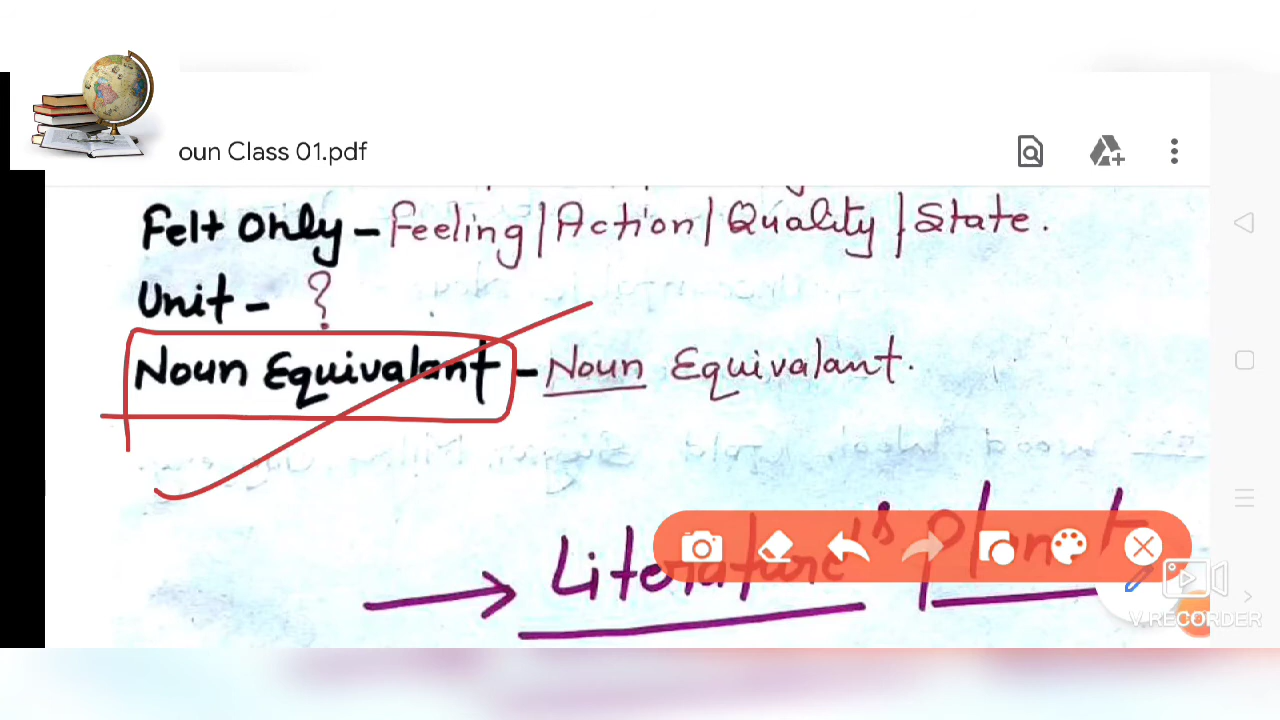 oun Class 01.pdf
Felt Only - Feeling | Action | Quality | State.
Unit - ?
Noun Equivalant - Noun Equivalant.
→ Literature's Planet
V RECORDER